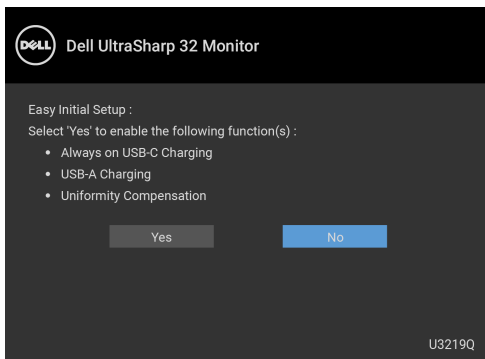 DELL Dell UltraSharp 32 Monitor
Easy Initial Setup :
Select 'Yes' to enable the following function(s) :
• Always on USB-C Charging
• USB-A Charging
• Uniformity Compensation
Yes No
U3219Q